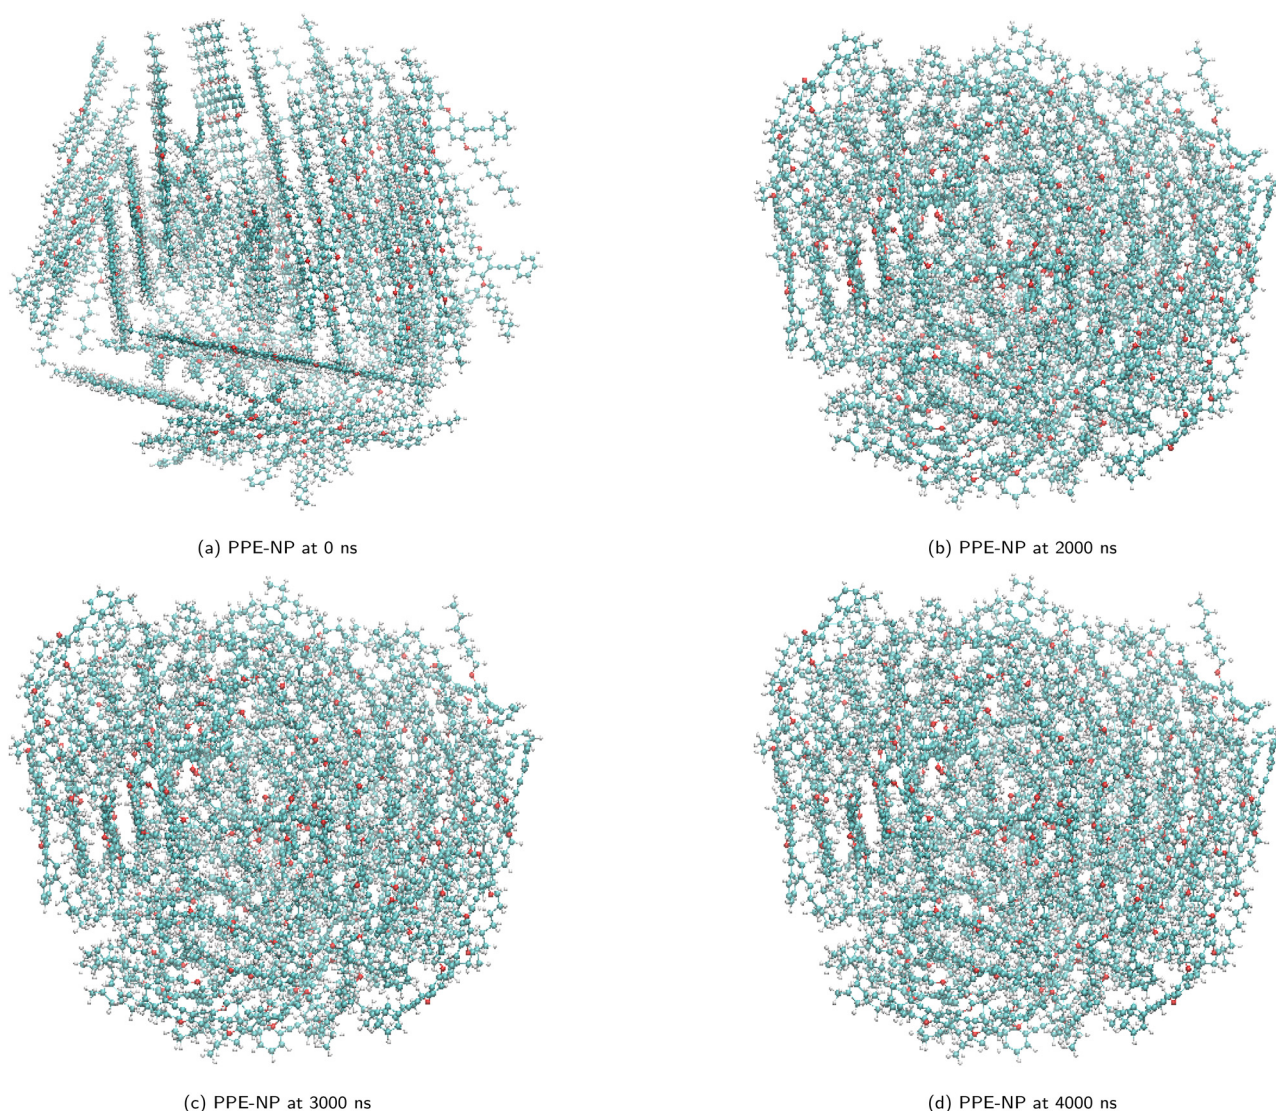 (a) PPE-NP at 0 ns
(b) PPE-NP at 2000 ns
(c) PPE-NP at 3000 ns
(d) PPE-NP at 4000 ns